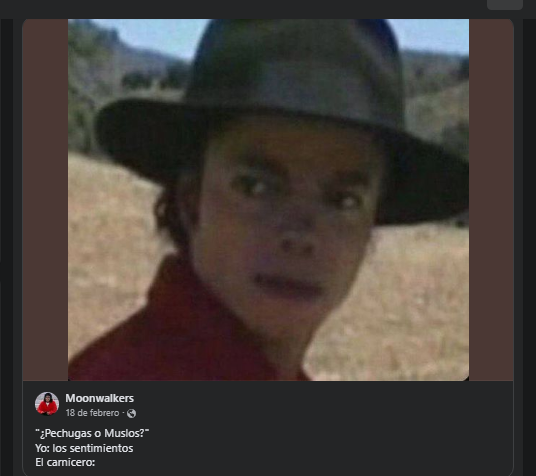 Moonwalkers
18 de febrero ·
"¿Pechugas o Muslos?"
Yo: los sentimientos
El carnicero: